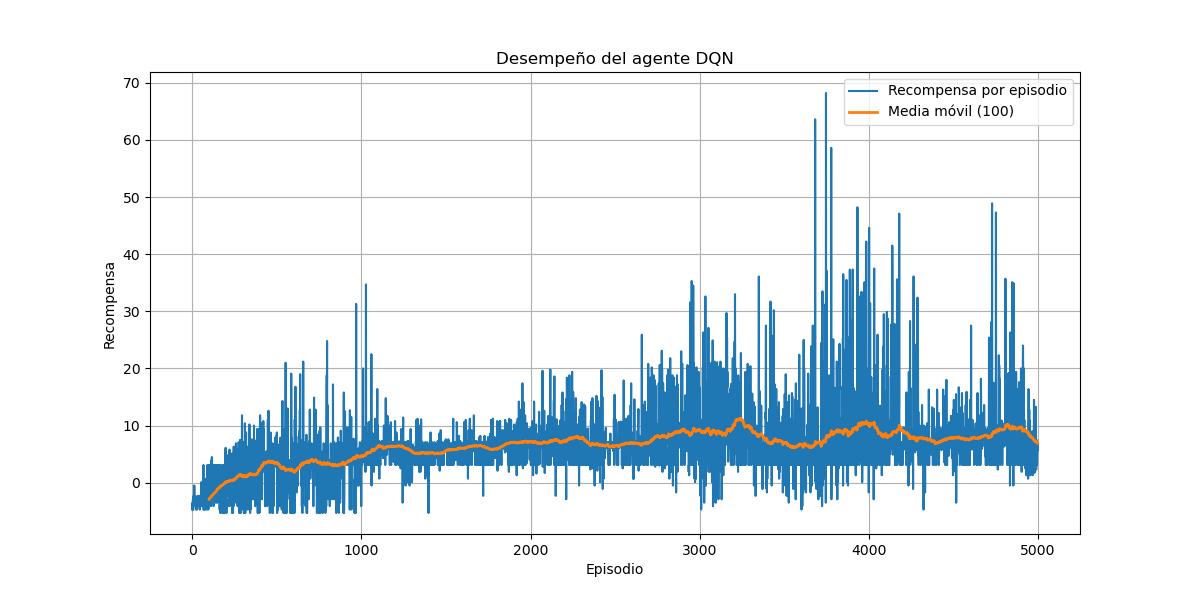 Desempeño del agente DQN
Recompensa por episodio
Media móvil (100)
70
60
50
40
30
20
10
0
Recompensa
0 1000 2000 3000 4000 5000
Episodio